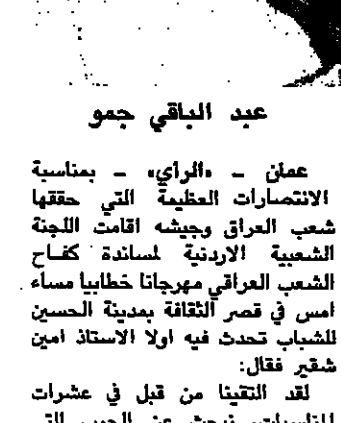 عبد الباقي جمو
عمان - «الرأي» - بمناسبة
الانتصارات العظيمة التي حققها
شعب العراق وجيشه اقامت اللجنة
الشعبية الاردنية لمساندة كفاح
الشعب العراقي مهرجانا خطابيا مساء
امس في قصر الثقافة بمدينة الحسين
للشباب تحدث فيه اولا الاستاذ امين
شقير فقال:
لقد التقينا من قبل في عشرات